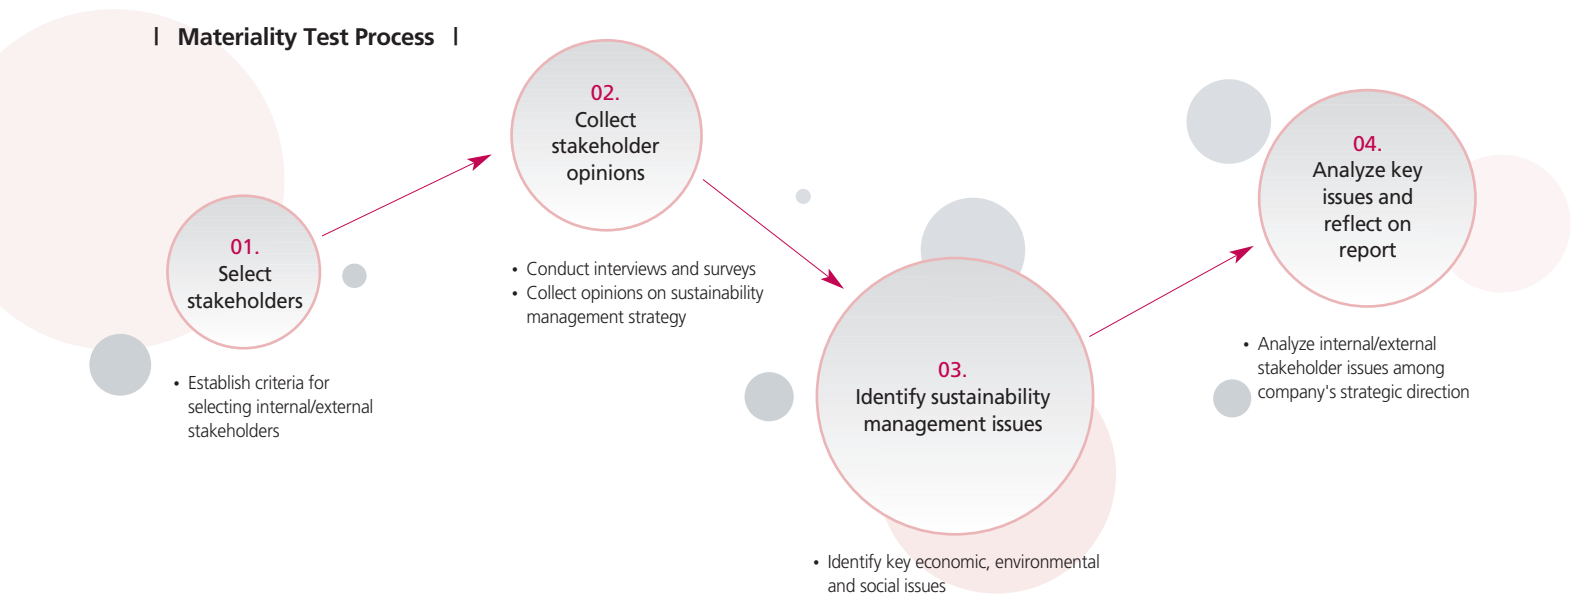 | Materiality Test Process |
01.
Select
stakeholders
• Establish criteria for
selecting internal/external
stakeholders
02.
Collect
stakeholder
opinions
• Conduct interviews and surveys
• Collect opinions on sustainability
management strategy
03.
Identify sustainability
management issues
• Identify key economic, environmental
and social issues
04.
Analyze key
issues and
reflect on
report
• Analyze internal/external
stakeholder issues among
company's strategic direction